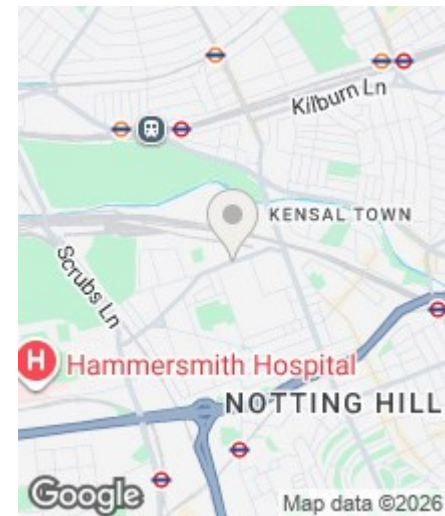 Kilburn Ln
KENSAL TOWN
Scrubs Ln
H
Hammersmith Hospital
NOTTING HILL
Google
Map data ©2026